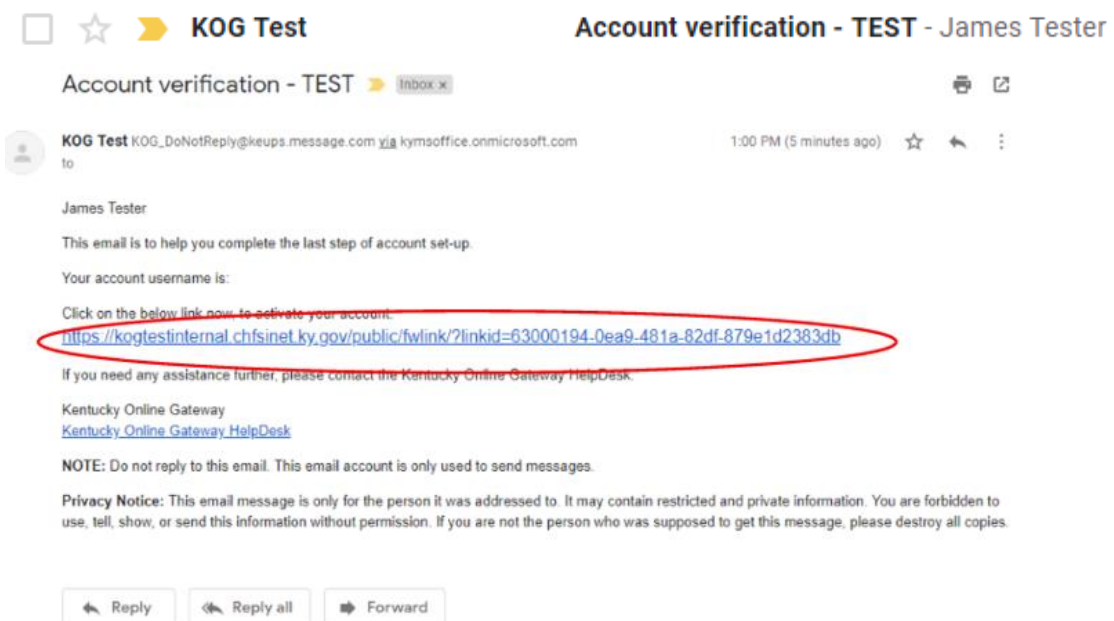 KOG Test Account verification - TEST - James Tester
Account verification - TEST Inbox x
KOG Test KOG_DoNotReply@keups.message.com via kymsoffice.onmicrosoft.com 1:00 PM (5 minutes ago)
to
James Tester
This email is to help you complete the last step of account set-up.
Your account username is:
Click on the below link now, to activate your account.
https://kogtestinternal.chfsinet.ky.gov/public/fwlink/?linkid=63000194-0ea9-481a-82df-879e1d2383db
If you need any assistance further, please contact the Kentucky Online Gateway HelpDesk.
Kentucky Online Gateway
Kentucky Online Gateway HelpDesk
NOTE: Do not reply to this email. This email account is only used to send messages.
Privacy Notice: This email message is only for the person it was addressed to. It may contain restricted and private information. You are forbidden to
use, tell, show, or send this information without permission. If you are not the person who was supposed to get this message, please destroy all copies.
Reply Reply all Forward